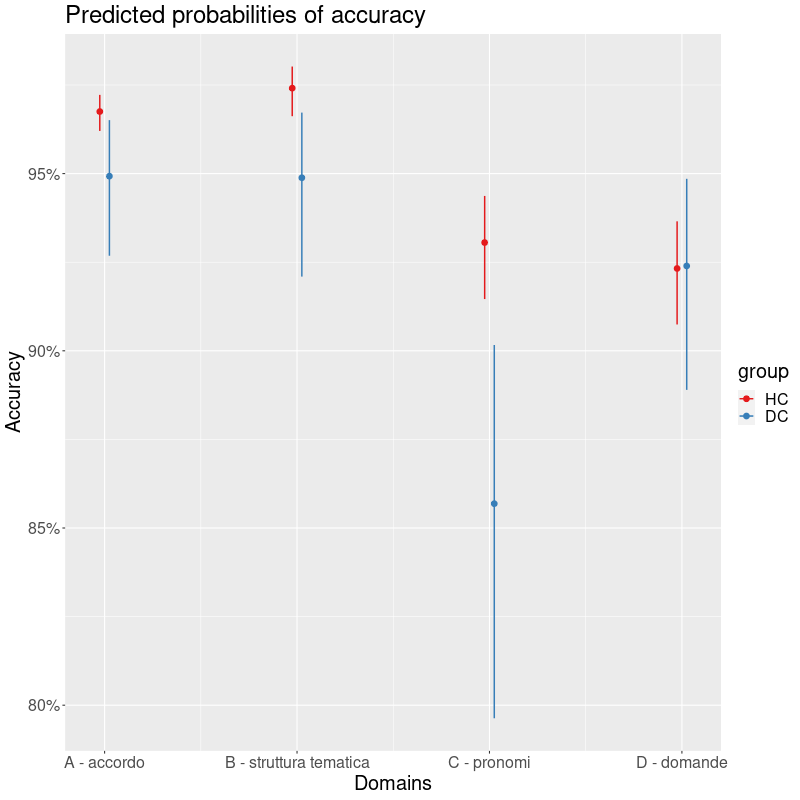 Predicted probabilities of accuracy
95%
90%
85%
80%
Accuracy
A - accordo
B - struttura tematica
C - pronomi
D - domande
Domains
group
HC
DC